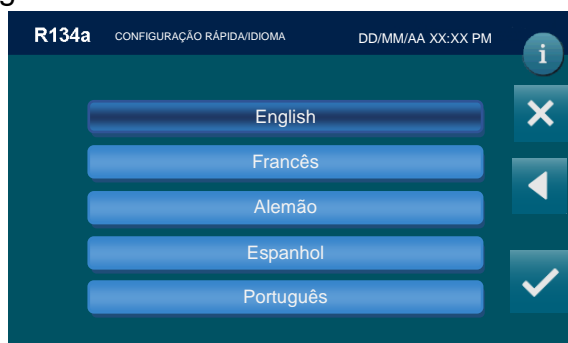 R134a CONFIGURAÇÃO RÁPIDA/IDIOMA DD/MM/AA XX:XX PM
i
English
Francês
Alemão
Espanhol
Português